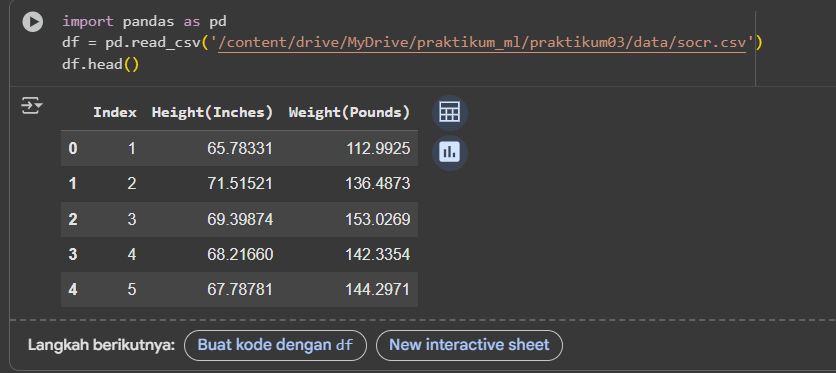 import pandas as pd
df = pd.read_csv('/content/drive/MyDrive/praktikum_ml/praktikum03/data/socr.csv')
df.head()
Index Height(Inches) Weight(Pounds)
0 1 65.78331 112.9925
1 2 71.51521 136.4873
2 3 69.39874 153.0269
3 4 68.21660 142.3354
4 5 67.78781 144.2971
Langkah berikutnya: Buat kode dengan df New interactive sheet